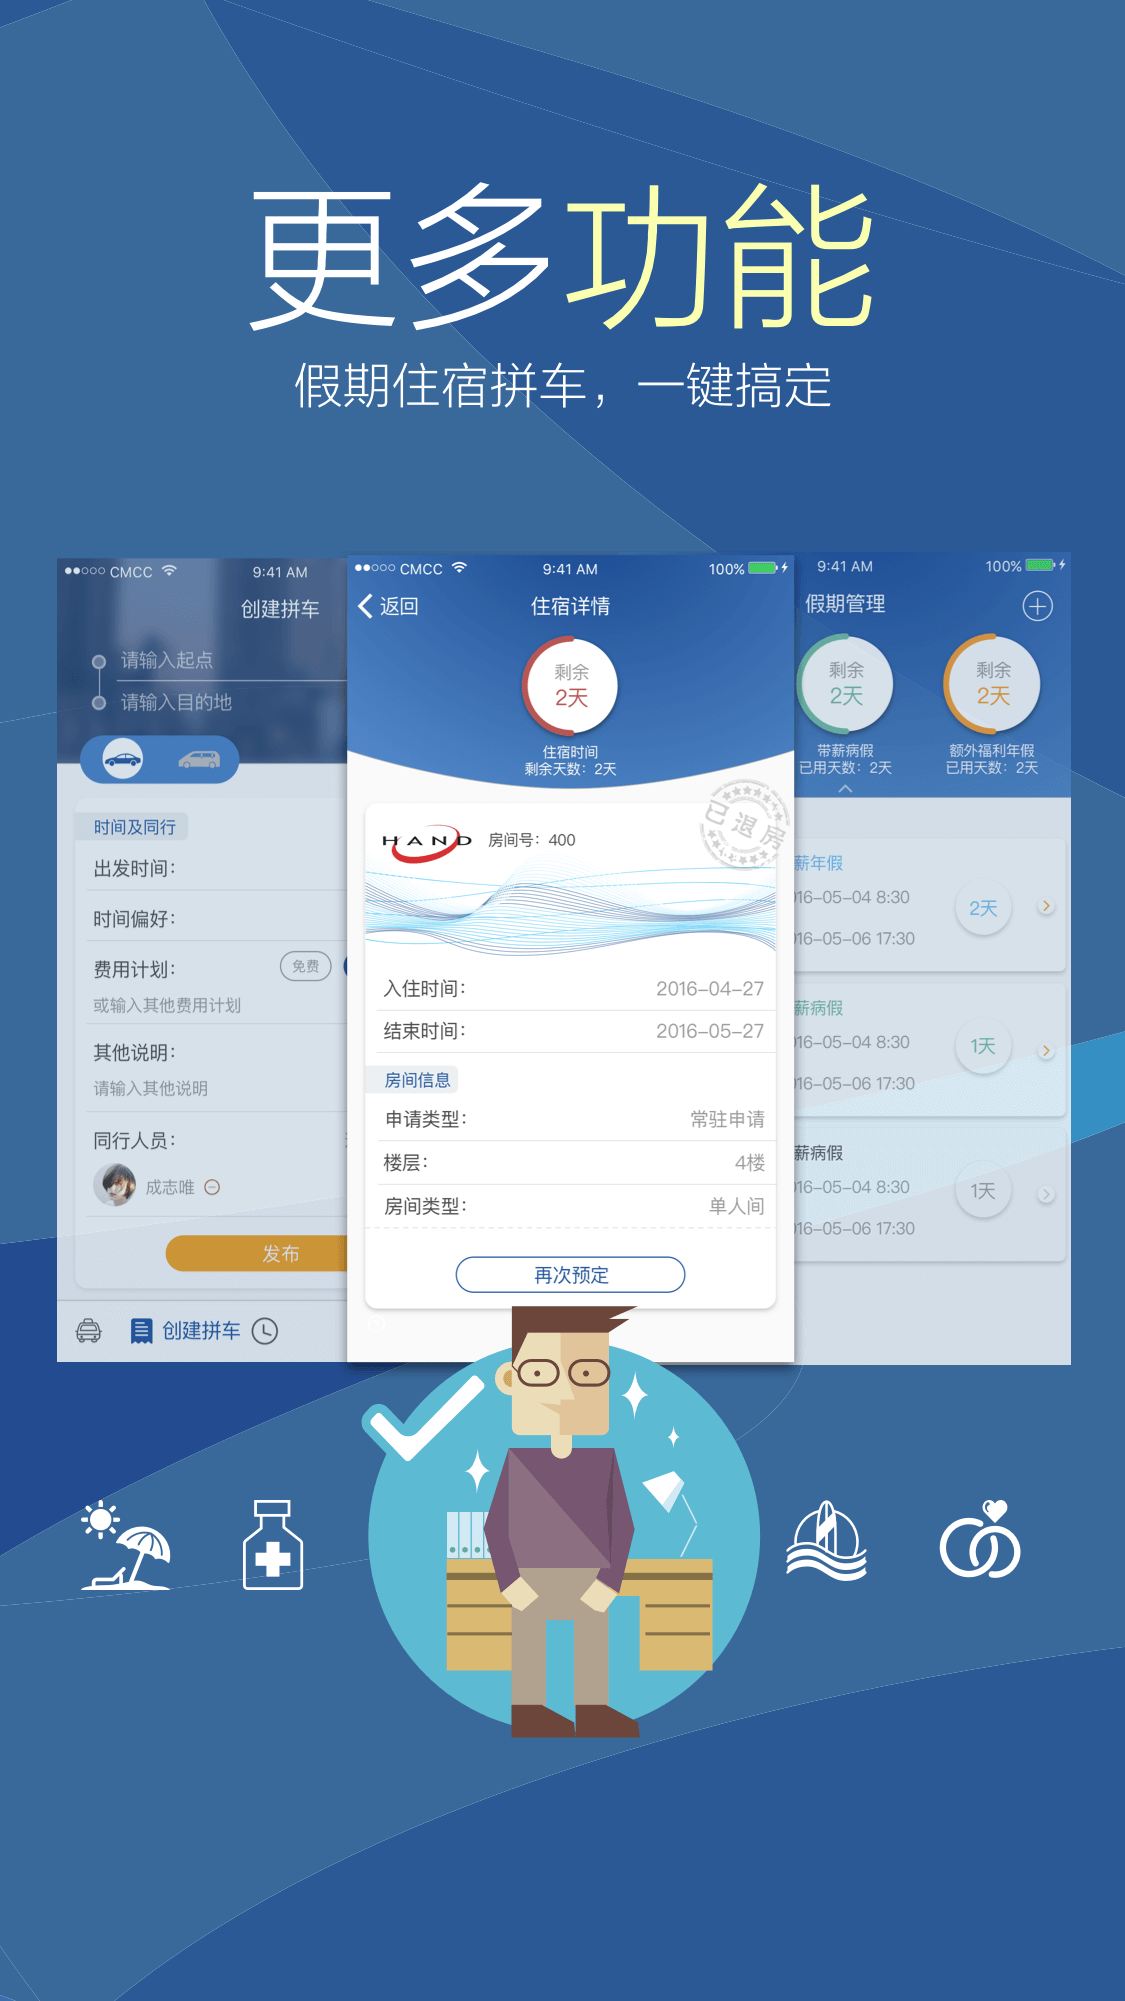 更多功能
假期住宿拼车，一键搞定
CMCC 9:41 AM
创建拼车
请输入起点
请输入目的地
时间及同行
出发时间：
时间偏好：
费用计划： 免费
或输入其他费用计划
其他说明：
请输入其他说明
同行人员：
成志唯
发布
创建拼车
CMCC 9:41 AM 100%
返回 住宿详情
剩余
2天
住宿时间
剩余天数：2天
已退房
HAND 房间号：400
入住时间： 2016-04-27
结束时间： 2016-05-27
房间信息
申请类型： 常驻申请
楼层： 4楼
房间类型： 单人间
再次预定
9:41 AM 100%
假期管理
剩余 剩余
2天 2天
带薪病假 额外福利年假
已用天数：2天 已用天数：2天
薪年假
16-05-04 8:30
2天
16-05-06 17:30
薪病假
16-05-04 8:30
1天
16-05-06 17:30
薪病假
16-05-04 8:30
1天
16-05-06 17:30